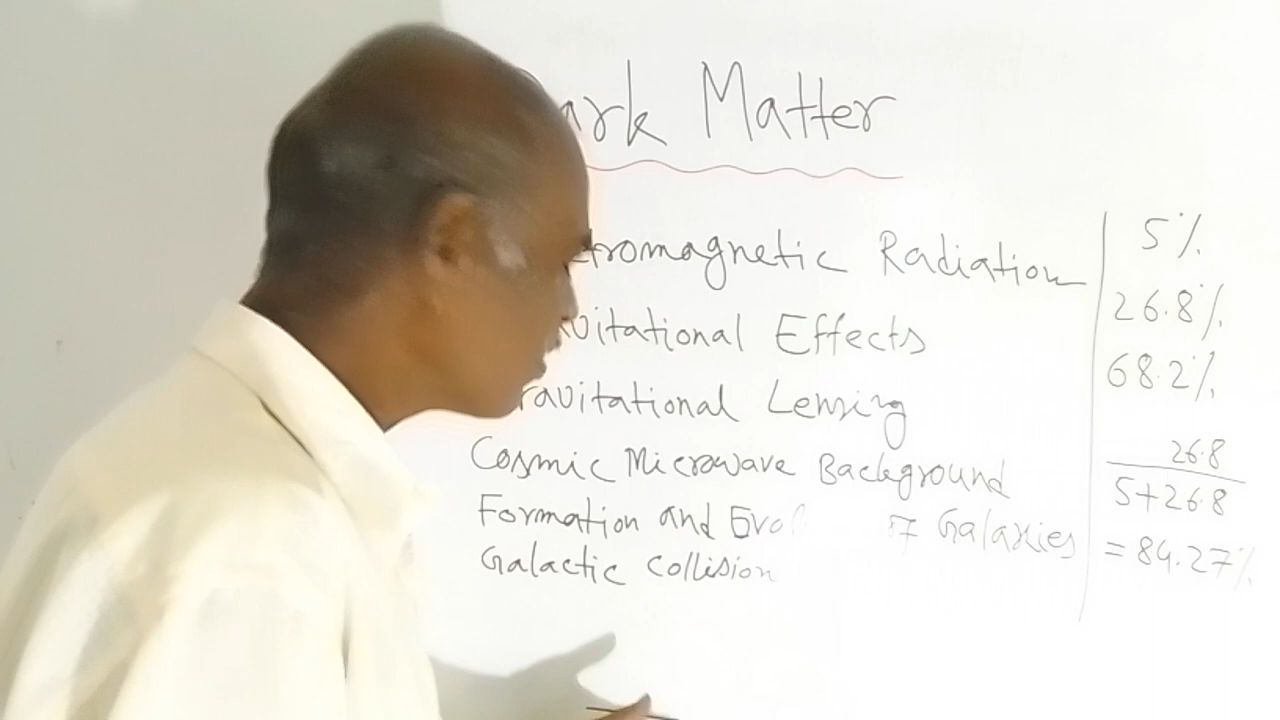 ark Matter
tromagnetic Radiation
vitational Effects
ravitational Lensing
Cosmic Microwave Background
Formation and Evol of Galaxies
Galactic Collision
5%
26.8%
68.2%
26.8
5+26.8
= 84.27%